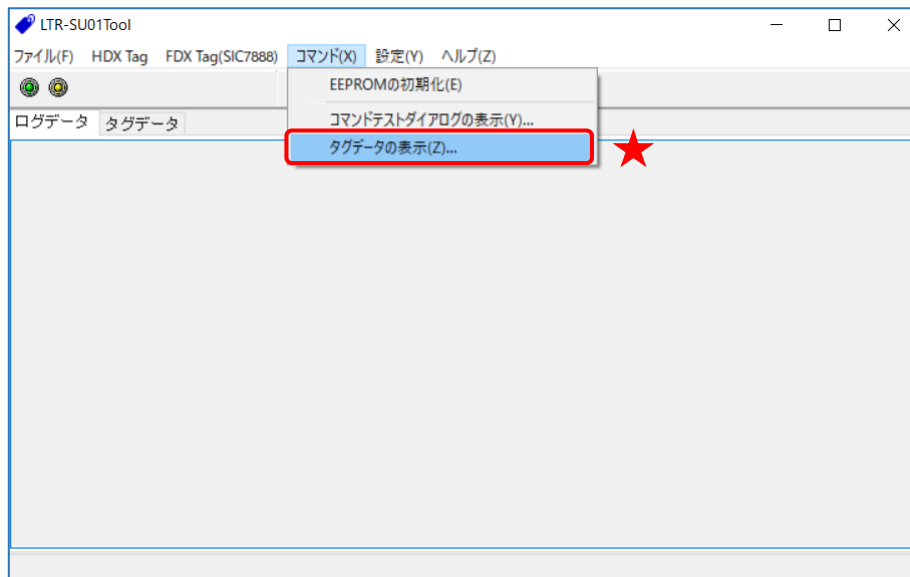 LTR-SU01Tool
ファイル(F) HDX Tag FDX Tag(SIC7888) コマンド(X) 設定(Y) ヘルプ(Z)
EEPROMの初期化(E)
コマンドテストダイアログの表示(Y)...
ログデータ タグデータ
タグデータの表示(Z)...